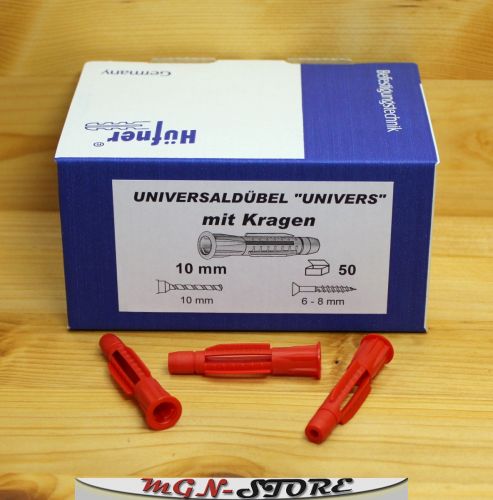 Germany
Hüfner
®
Befestigungstechnik
UNIVERSALDÜBEL "UNIVERS"
mit Kragen
10 mm
50
10 mm
6 - 8 mm
MGN-STORE